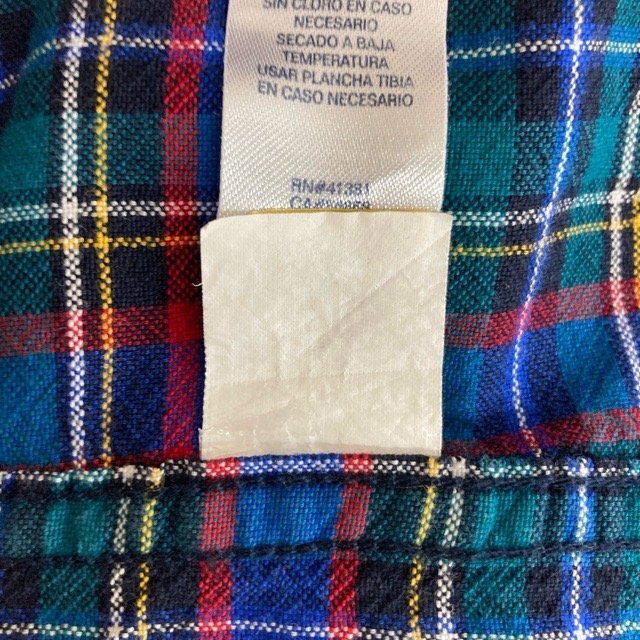 SIN CLORO EN CASO
NECESARIO
SECADO A BAJA
TEMPERATURA
USAR PLANCHA TIBIA
EN CASO NECESARIO
RN#41381